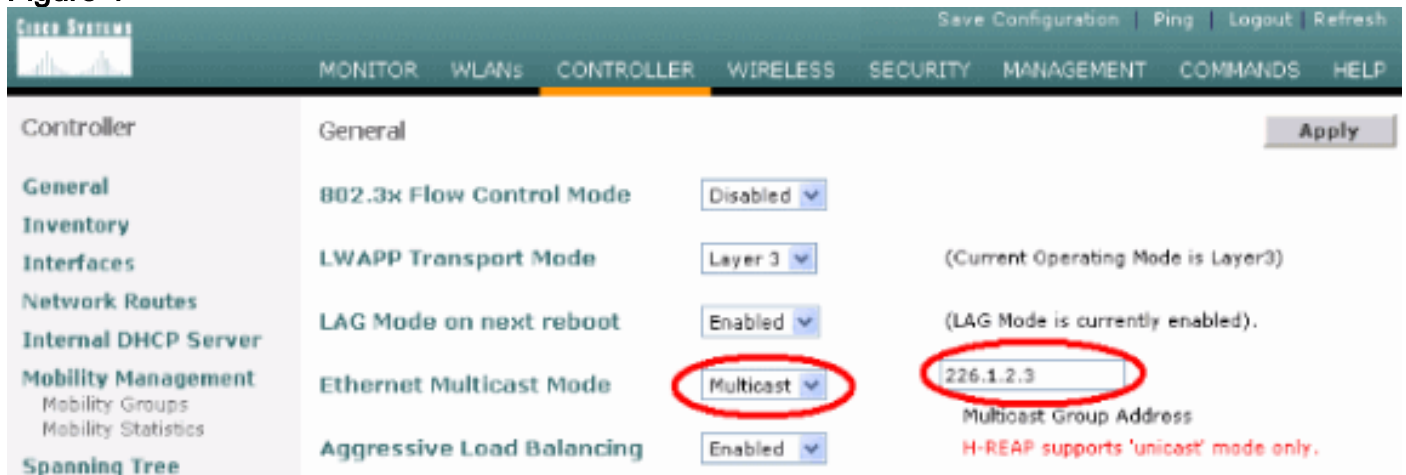 CISCO SYSTEMS
Save Configuration | Ping | Logout | Refresh
MONITOR WLANs CONTROLLER WIRELESS SECURITY MANAGEMENT COMMANDS HELP
Controller
General
Inventory
Interfaces
Network Routes
Internal DHCP Server
Mobility Management
Mobility Groups
Mobility Statistics
Spanning Tree
General
Apply
802.3x Flow Control Mode Disabled
LWAPP Transport Mode Layer 3 (Current Operating Mode is Layer3)
LAG Mode on next reboot Enabled (LAG Mode is currently enabled).
Ethernet Multicast Mode Multicast 226.1.2.3
Multicast Group Address
Aggressive Load Balancing Enabled H-REAP supports 'unicast' mode only.